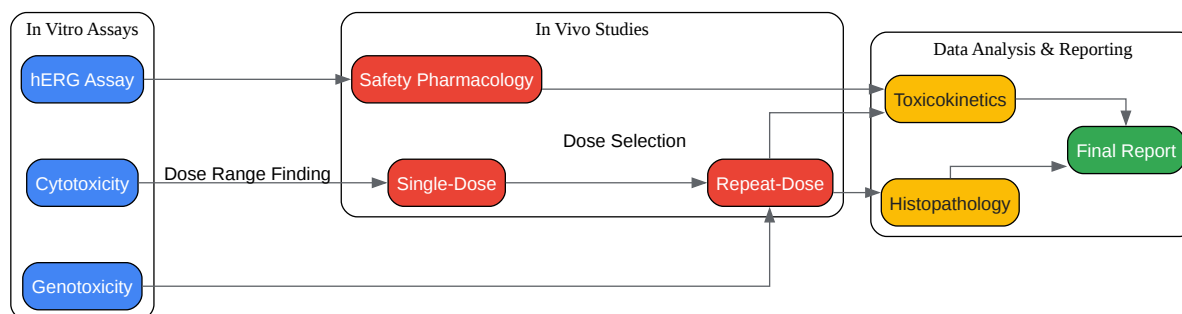 In Vitro Assays
hERG Assay
Cytotoxicity
Genotoxicity
Dose Range Finding
In Vivo Studies
Safety Pharmacology
Dose Selection
Single-Dose
Repeat-Dose
Data Analysis & Reporting
Toxicokinetics
Final Report
Histopathology